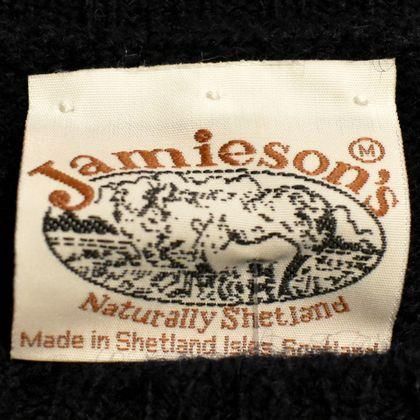 Jamieson's
M
Naturally Shetland
Made in Shetland Isles Scotland